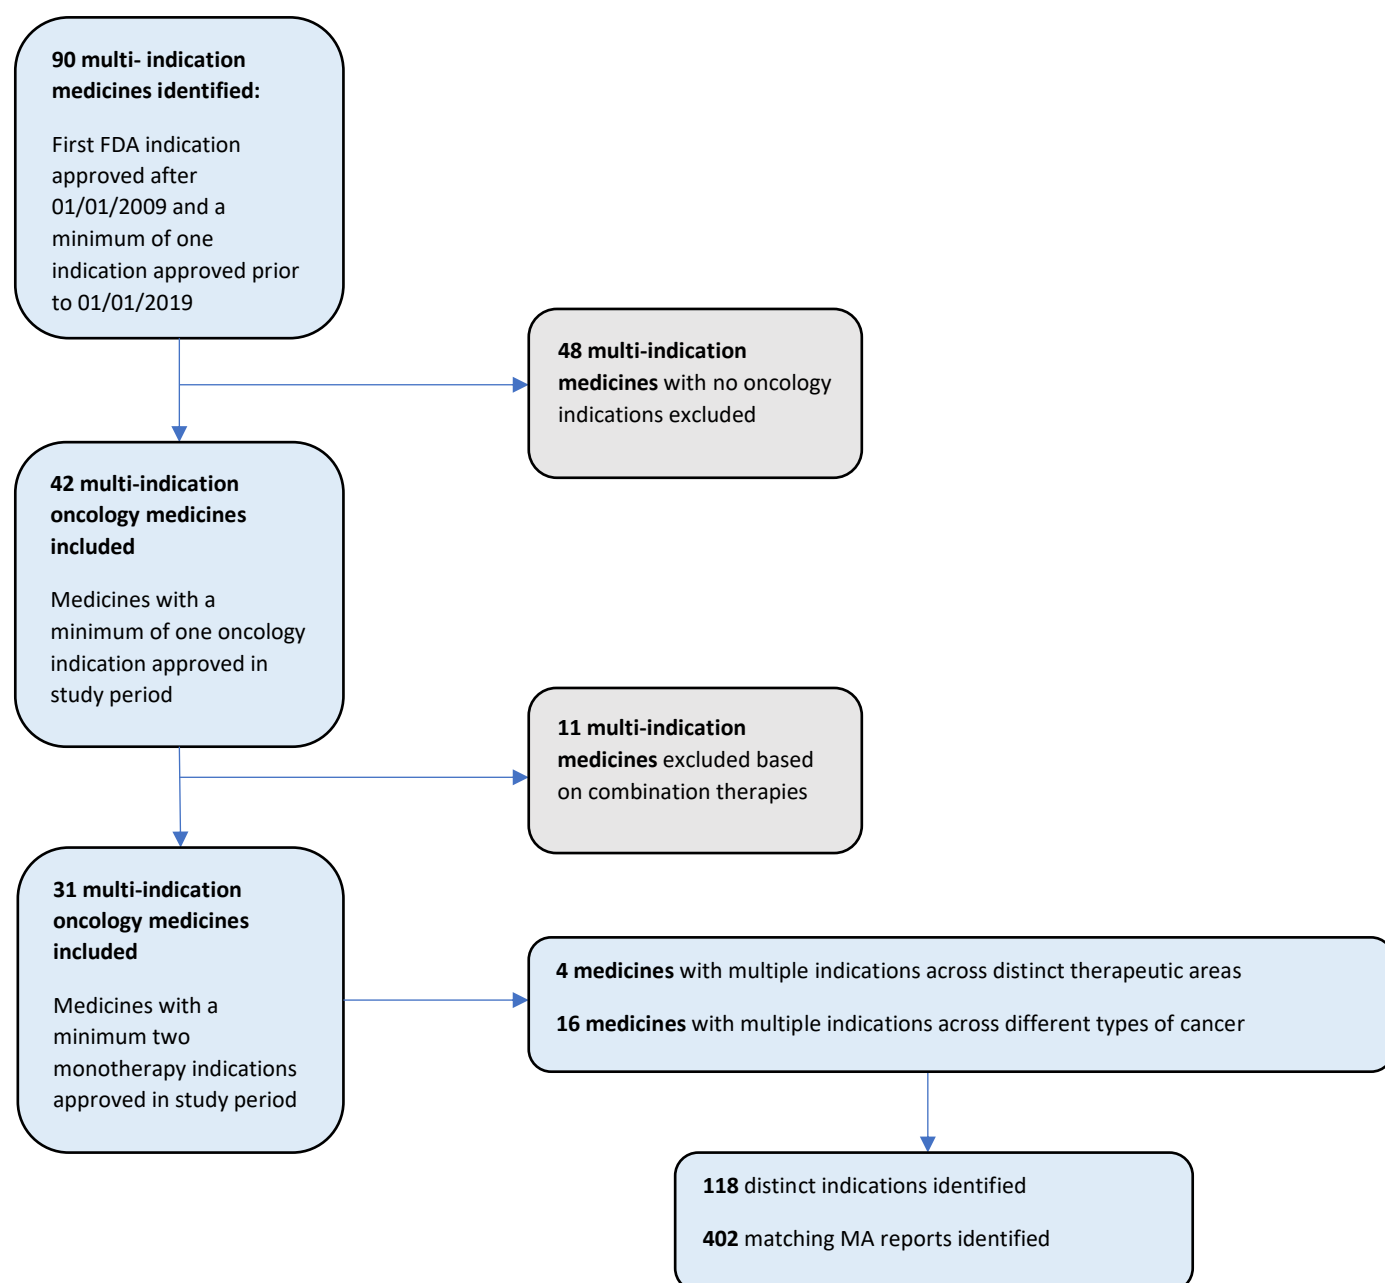 90 multi- indication
medicines identified:
First FDA indication
approved after
01/01/2009 and a
minimum of one
indication approved prior
to 01/01/2019
48 multi-indication
medicines with no oncology
indications excluded
42 multi-indication
oncology medicines
included
Medicines with a
minimum of one oncology
indication approved in
study period
11 multi-indication
medicines excluded based
on combination therapies
31 multi-indication
oncology medicines
included
Medicines with a
minimum two
monotherapy indications
approved in study period
4 medicines with multiple indications across distinct therapeutic areas
16 medicines with multiple indications across different types of cancer
118 distinct indications identified
402 matching MA reports identified